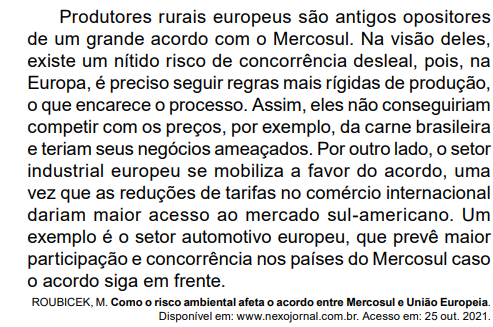 Produtores rurais europeus são antigos opositores
de um grande acordo com o Mercosul. Na visão deles,
existe um nítido risco de concorrência desleal, pois, na
Europa, é preciso seguir regras mais rígidas de produção,
o que encarece o processo. Assim, eles não conseguiriam
competir com os preços, por exemplo, da carne brasileira
e teriam seus negócios ameaçados. Por outro lado, o setor
industrial europeu se mobiliza a favor do acordo, uma
vez que as reduções de tarifas no comércio internacional
dariam maior acesso ao mercado sul-americano. Um
exemplo é o setor automotivo europeu, que prevê maior
participação e concorrência nos países do Mercosul caso
o acordo siga em frente.
ROUBICEK, M. Como o risco ambiental afeta o acordo entre Mercosul e União Europeia.
Disponível em: www.nexojornal.com.br. Acesso em: 25 out. 2021.